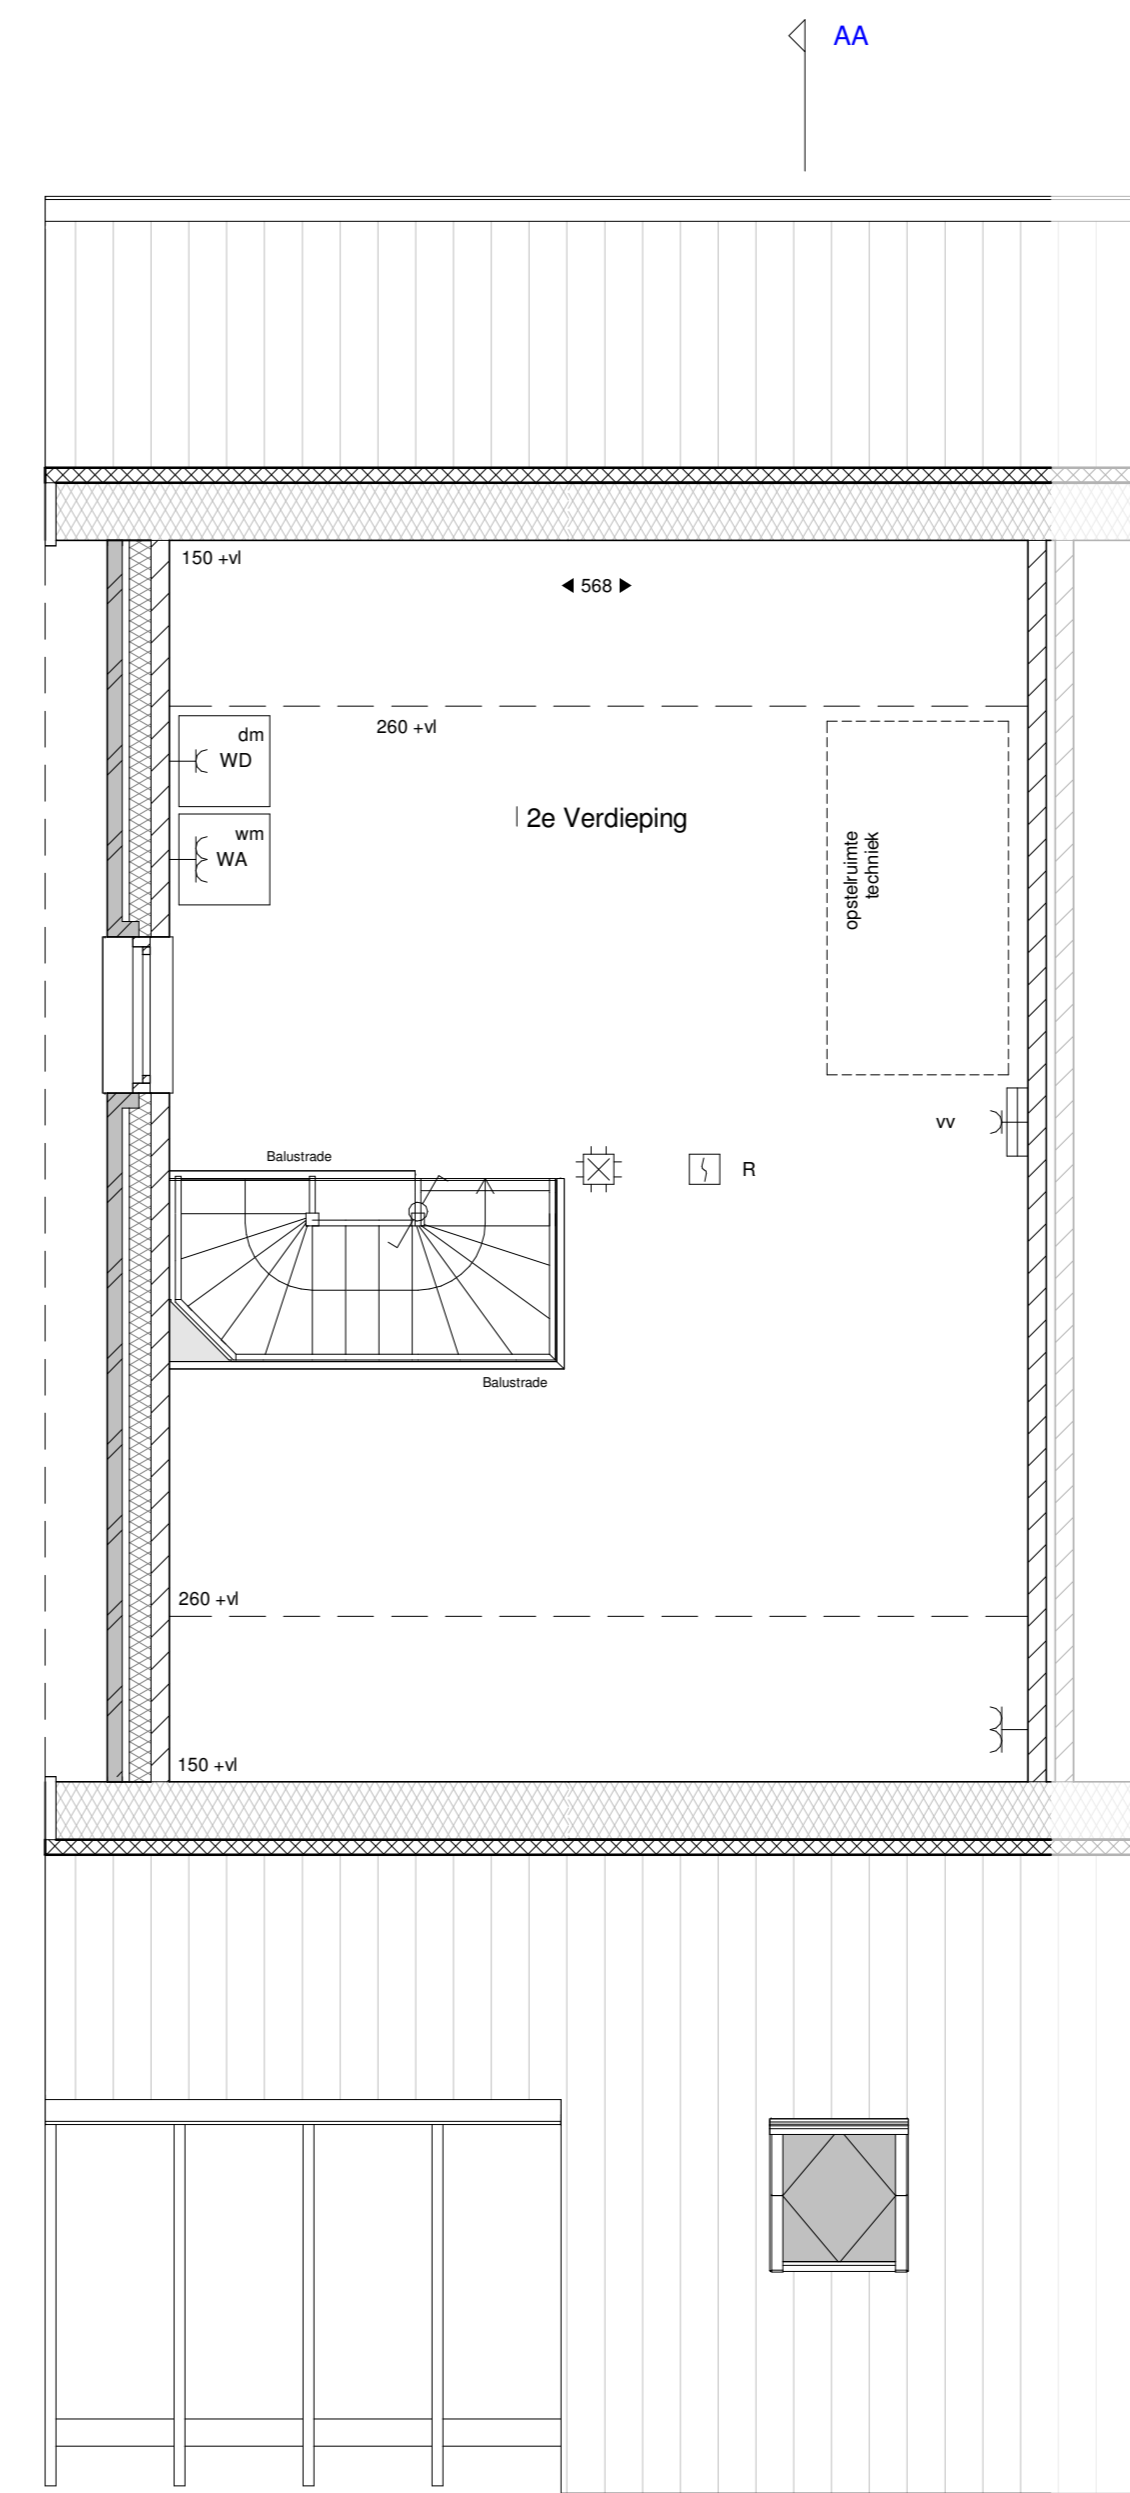 AA
150 +vl
568
260 +vl
dm
WD
2e Verdieping
wm
WA
opstelruimte
techniek
vv
Balustrade
R
Balustrade
260 +vl
150 +vl